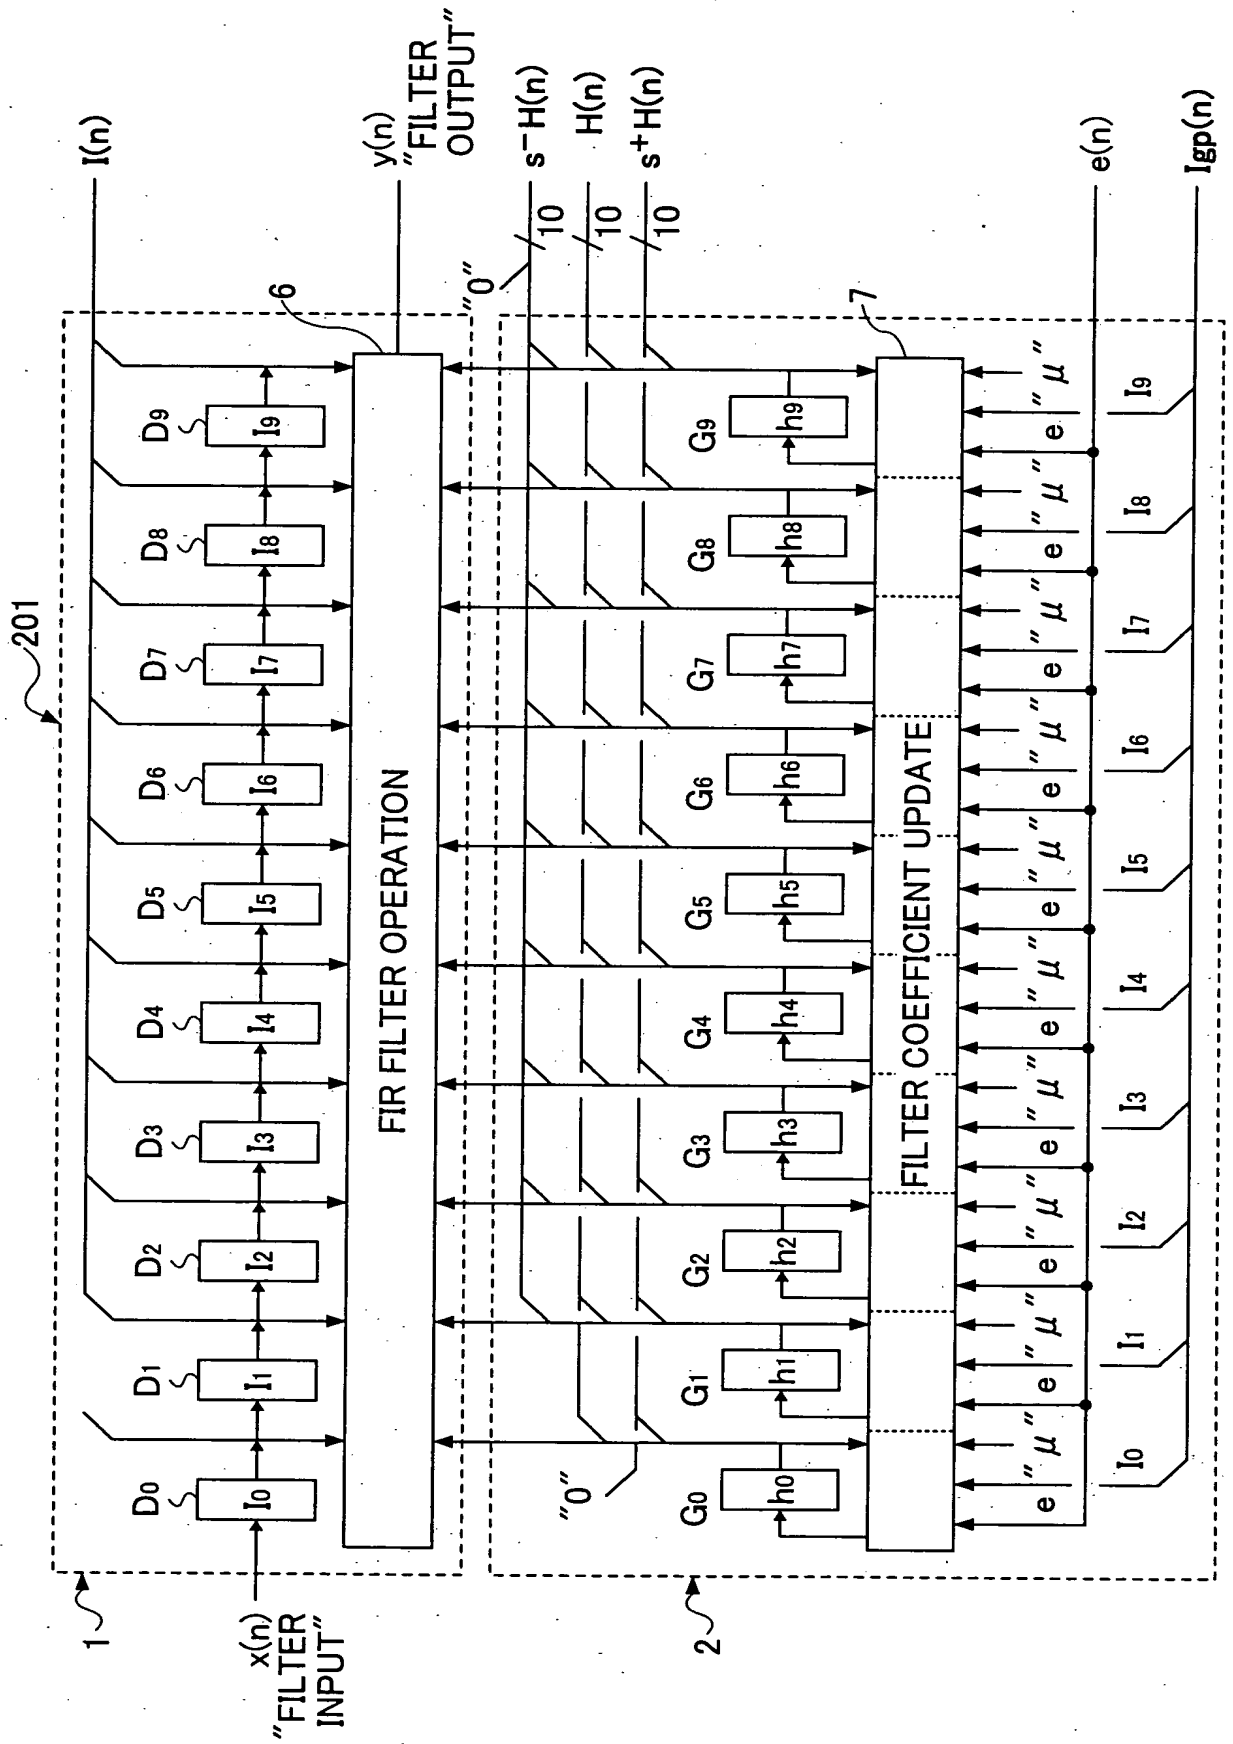 201
1
x(n)
"FILTER
INPUT"
D0
D1
D2
D3
D4
D5
D6
D7
D8
D9
I0
I1
I2
I3
I4
I5
I6
I7
I8
I9
I(n)
FIR FILTER OPERATION
6
y(n)
"FILTER
OUTPUT"
2
"0"
"0"
s-H(n)
10
H(n)
10
s+H(n)
10
G0
G1
G2
G3
G4
G5
G6
G7
G8
G9
h0
h1
h2
h3
h4
h5
h6
h7
h8
h9
FILTER COEFFICIENT UPDATE
7
e "μ" e "μ" e "μ" e "μ" e "μ" e "μ" e "μ" e "μ" e "μ" e "μ"
e(n)
I0
I1
I2
I3
I4
I5
I6
I7
I8
I9
Igp(n)